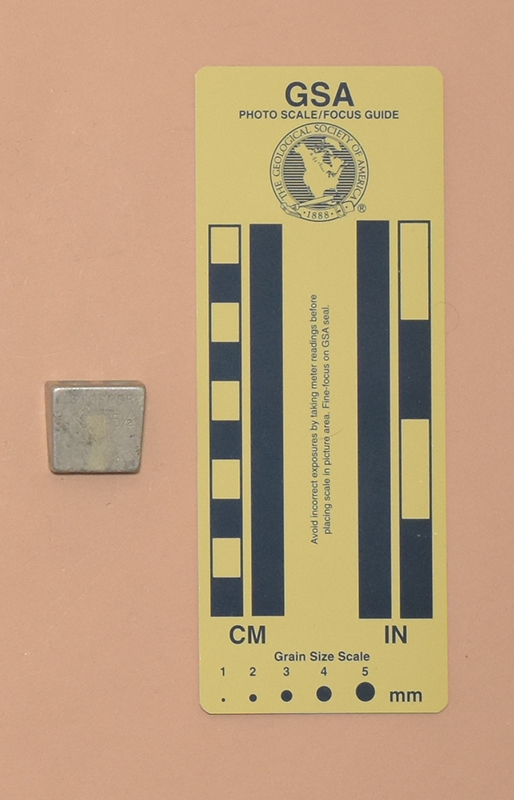 GSA
PHOTO SCALE/FOCUS GUIDE
THE GEOLOGICAL SOCIETY OF AMERICA
·1888·
®
Avoid incorrect exposures by taking meter readings before
placing scale in picture area. Fine-focus on GSA seal.
CM IN
Grain Size Scale
1 2 3 4 5
mm